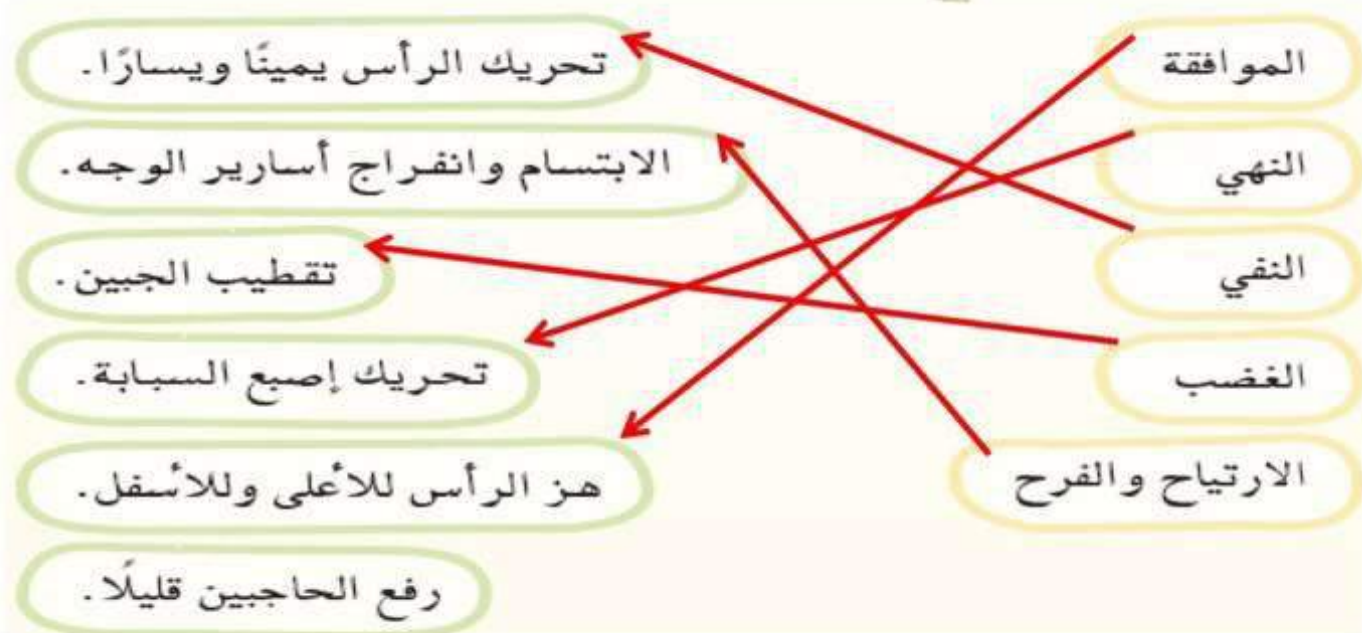 الموافقة
تحريك الرأس يمينًا ويسارًا.
النهي
الابتسام وانفراج أسارير الوجه.
النفي
تقطيب الجبين.
الغضب
تحريك إصبع السبابة.
الارتياح والفرح
هز الرأس للأعلى وللأسفل.
رفع الحاجبين قليلًا.